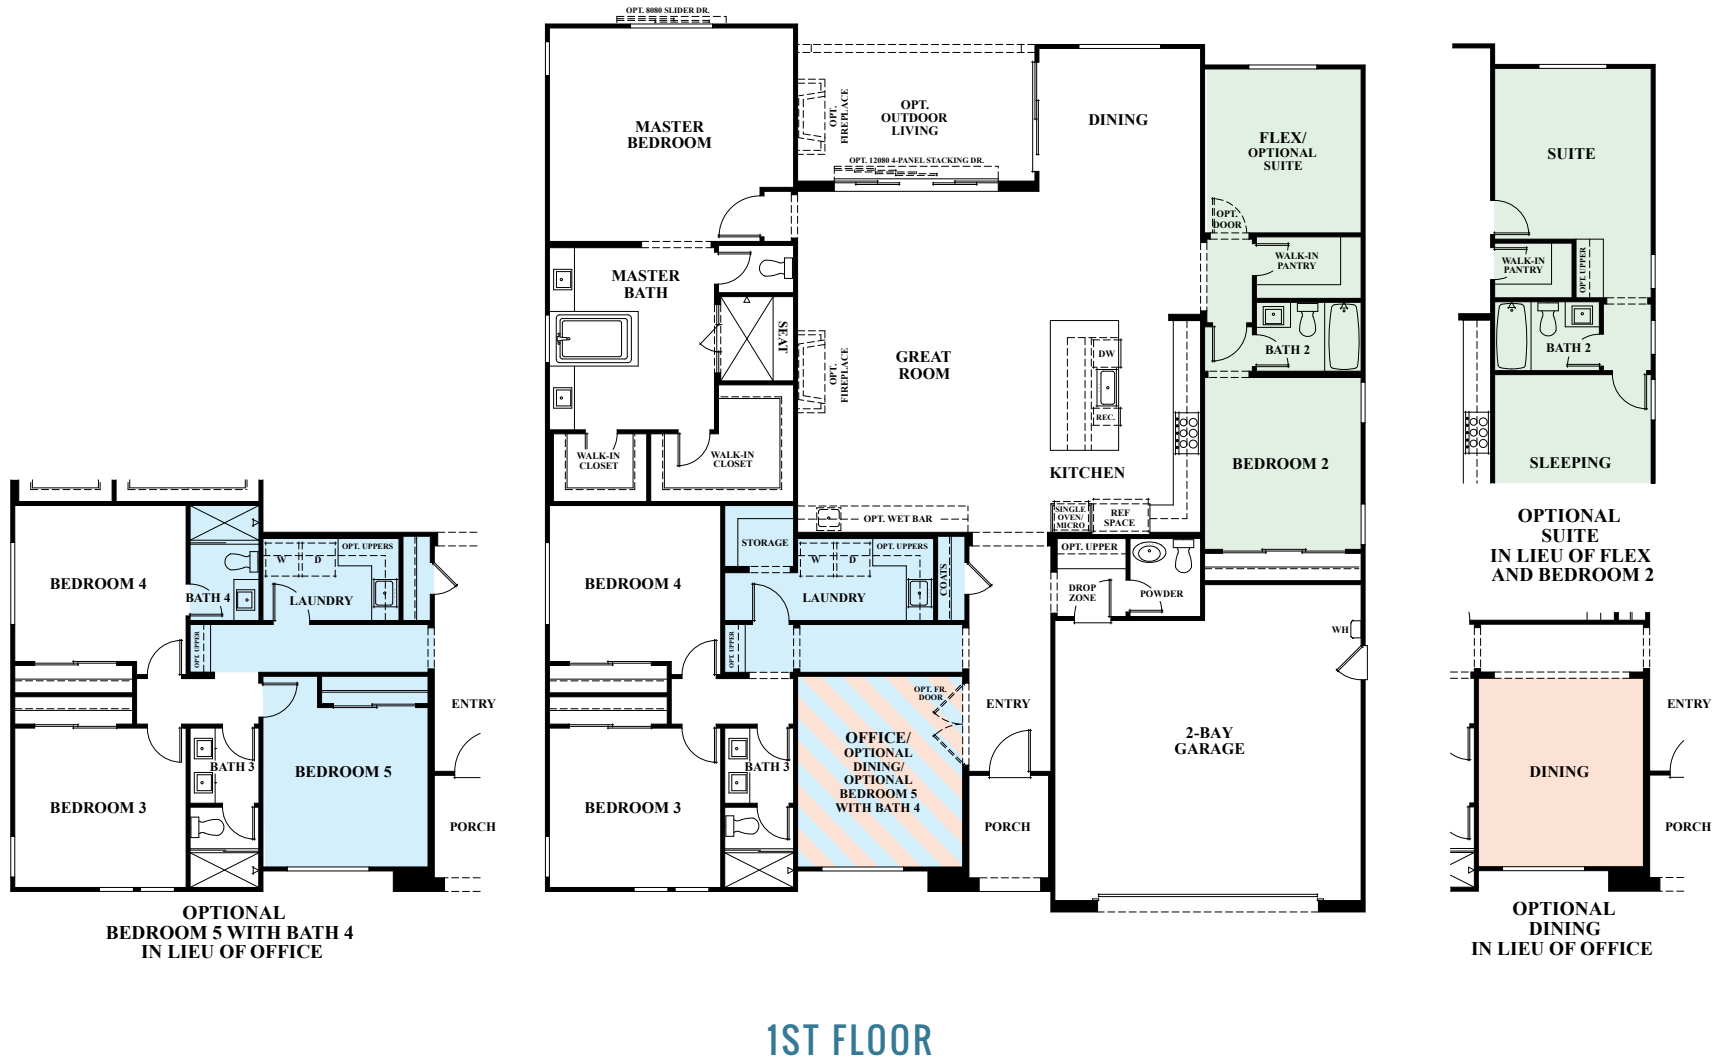 OPT. 8080 SLIDER DR.
MASTER
BEDROOM
OPT.
FIREPLACE
OPT.
OUTDOOR
LIVING
OPT. 12080 4-PANEL STACKING DR.
DINING
FLEX/
OPTIONAL
SUITE
OPT.
DOOR
WALK-IN
PANTRY
MASTER
BATH
SEAT
OPT.
FIREPLACE
GREAT
ROOM
DW
REC.
KITCHEN
BATH 2
BEDROOM 2
WALK-IN
CLOSET
WALK-IN
CLOSET
OPT. WET BAR
SINGLE
OVEN/
MICRO
REF
SPACE
STORAGE
BEDROOM 4
W
D
OPT. UPPERS
LAUNDRY
COATS
OPT. UPPER
OPT. UPPER
DROP
ZONE
POWDER
WH
OPT. FR.
DOOR
ENTRY
OFFICE/
OPTIONAL
DINING/
OPTIONAL
BEDROOM 5
WITH BATH 4
2-BAY
GARAGE
BATH 3
BEDROOM 3
PORCH
BEDROOM 4
BATH 4
W
D
OPT. UPPERS
LAUNDRY
OPT. UPPER
ENTRY
BATH 3
BEDROOM 5
BEDROOM 3
PORCH
OPTIONAL
BEDROOM 5 WITH BATH 4
IN LIEU OF OFFICE
SUITE
WALK-IN
PANTRY
OPT. UPPER
BATH 2
SLEEPING
OPTIONAL
SUITE
IN LIEU OF FLEX
AND BEDROOM 2
ENTRY
DINING
PORCH
OPTIONAL
DINING
IN LIEU OF OFFICE
1ST FLOOR